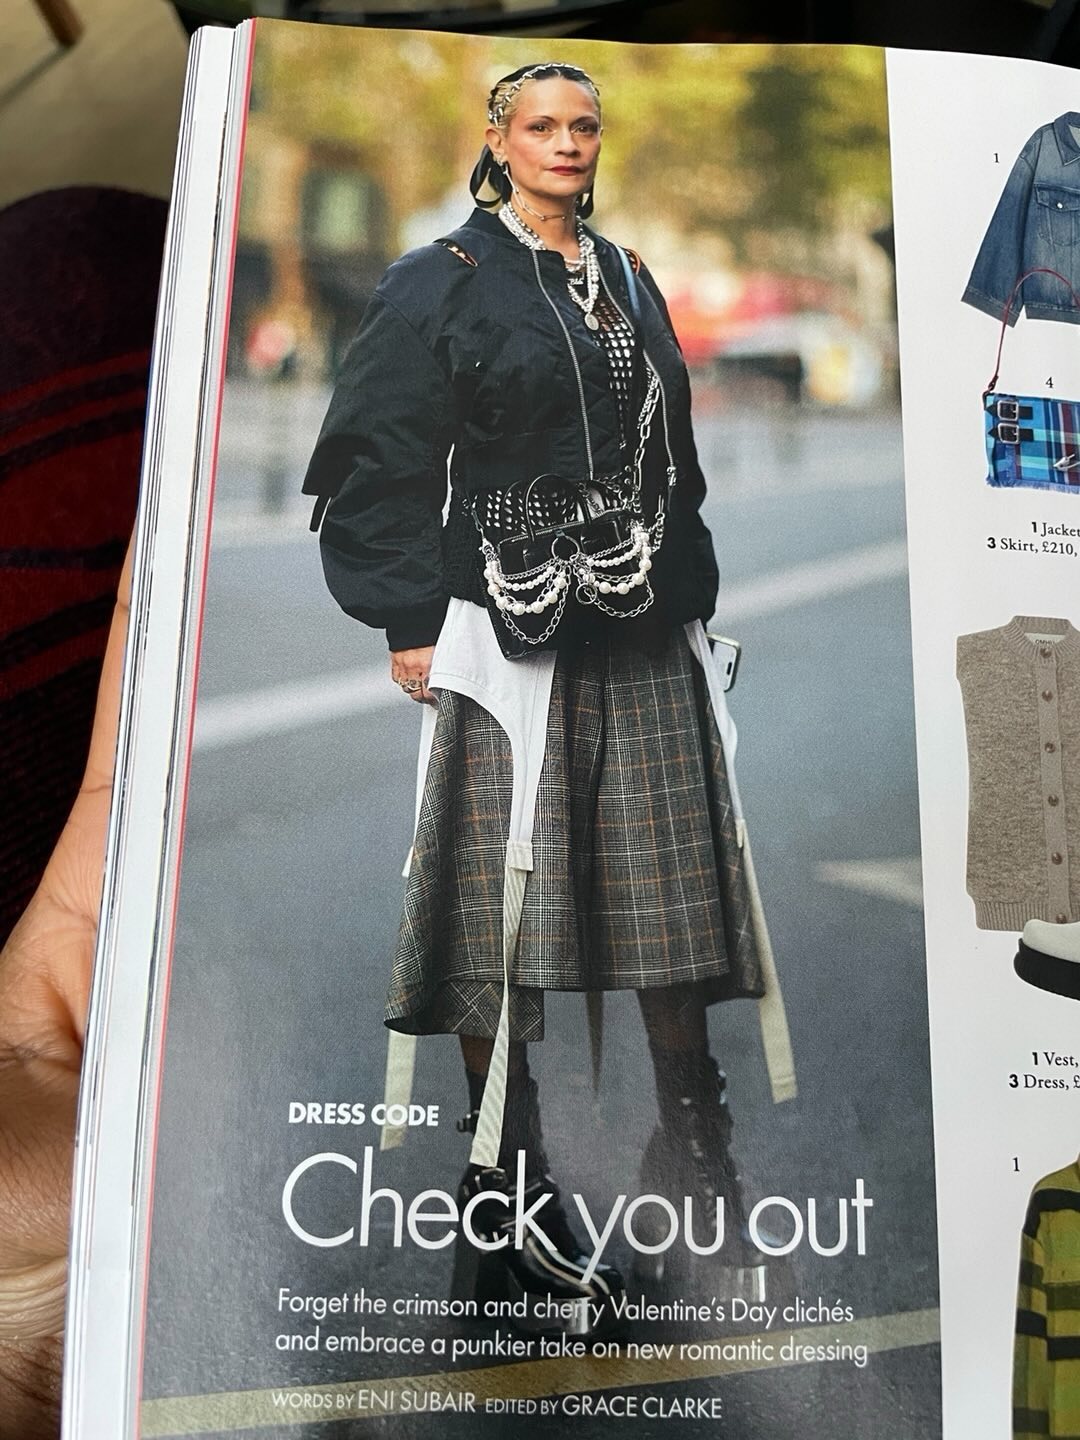 DRESS CODE
Check you out
Forget the crimson and cherry Valentine's Day clichés
and embrace a punkier take on new romantic dressing
WORDS BY ENI SUBAIR EDITED BY GRACE CLARKE
1
4
1 Jacket
3 Skirt, £210,
1 Vest,
3 Dress, £
1